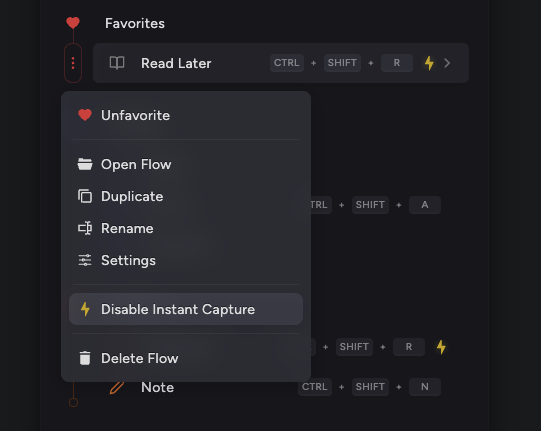 Favorites
Read Later CTRL + SHIFT + R
Unfavorite
Open Flow
Duplicate
TRL + SHIFT + A
Rename
Settings
Disable Instant Capture
+ SHIFT + R
Delete Flow
Note CTRL + SHIFT + N